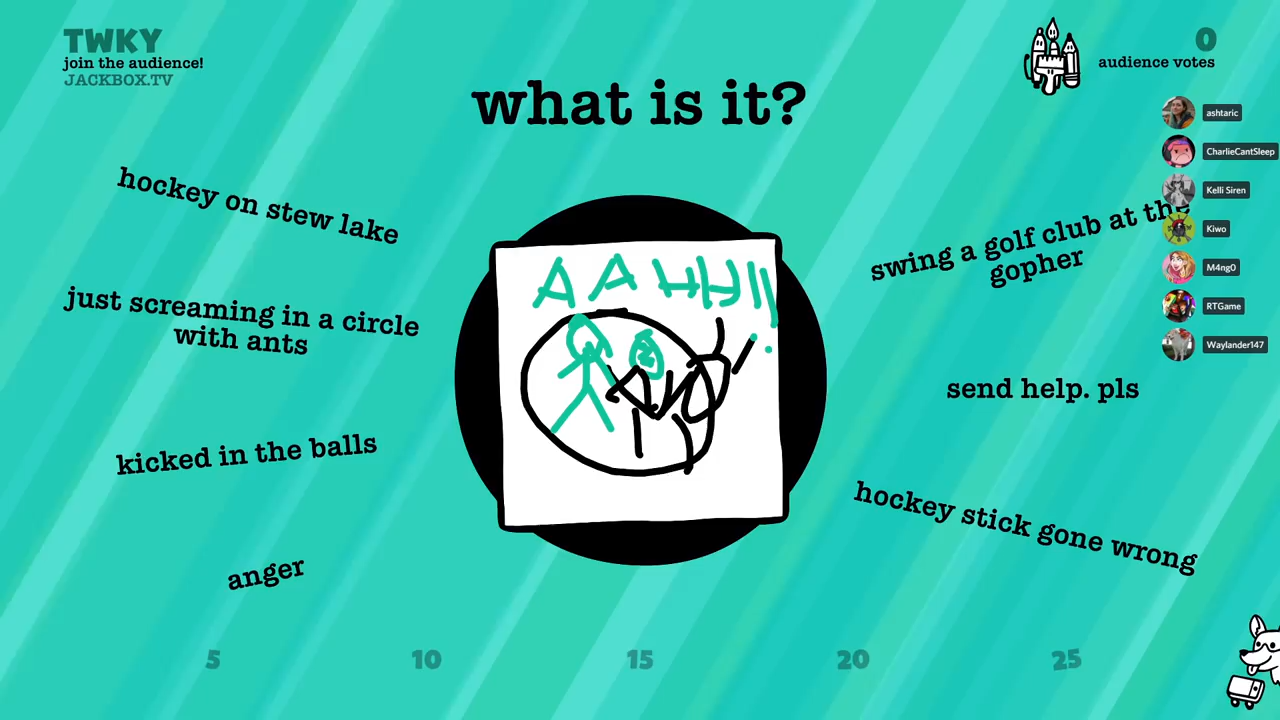 TWKY
join the audience!
JACKBOX.TV
0
audience votes
what is it?
ashtaric
CharlieCantSleep
Kelli Siren
Kiwo
M4ng0
RTGame
Waylander147
hockey on stew lake
swing a golf club at the
gopher
just screaming in a circle
with ants
send help. pls
kicked in the balls
hockey stick gone wrong
anger
AAHH!!
5
10
15
20
25